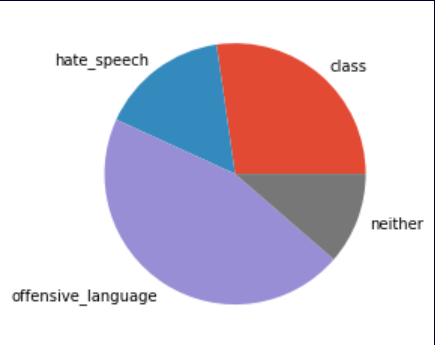 hate_speech
class
neither
offensive_language